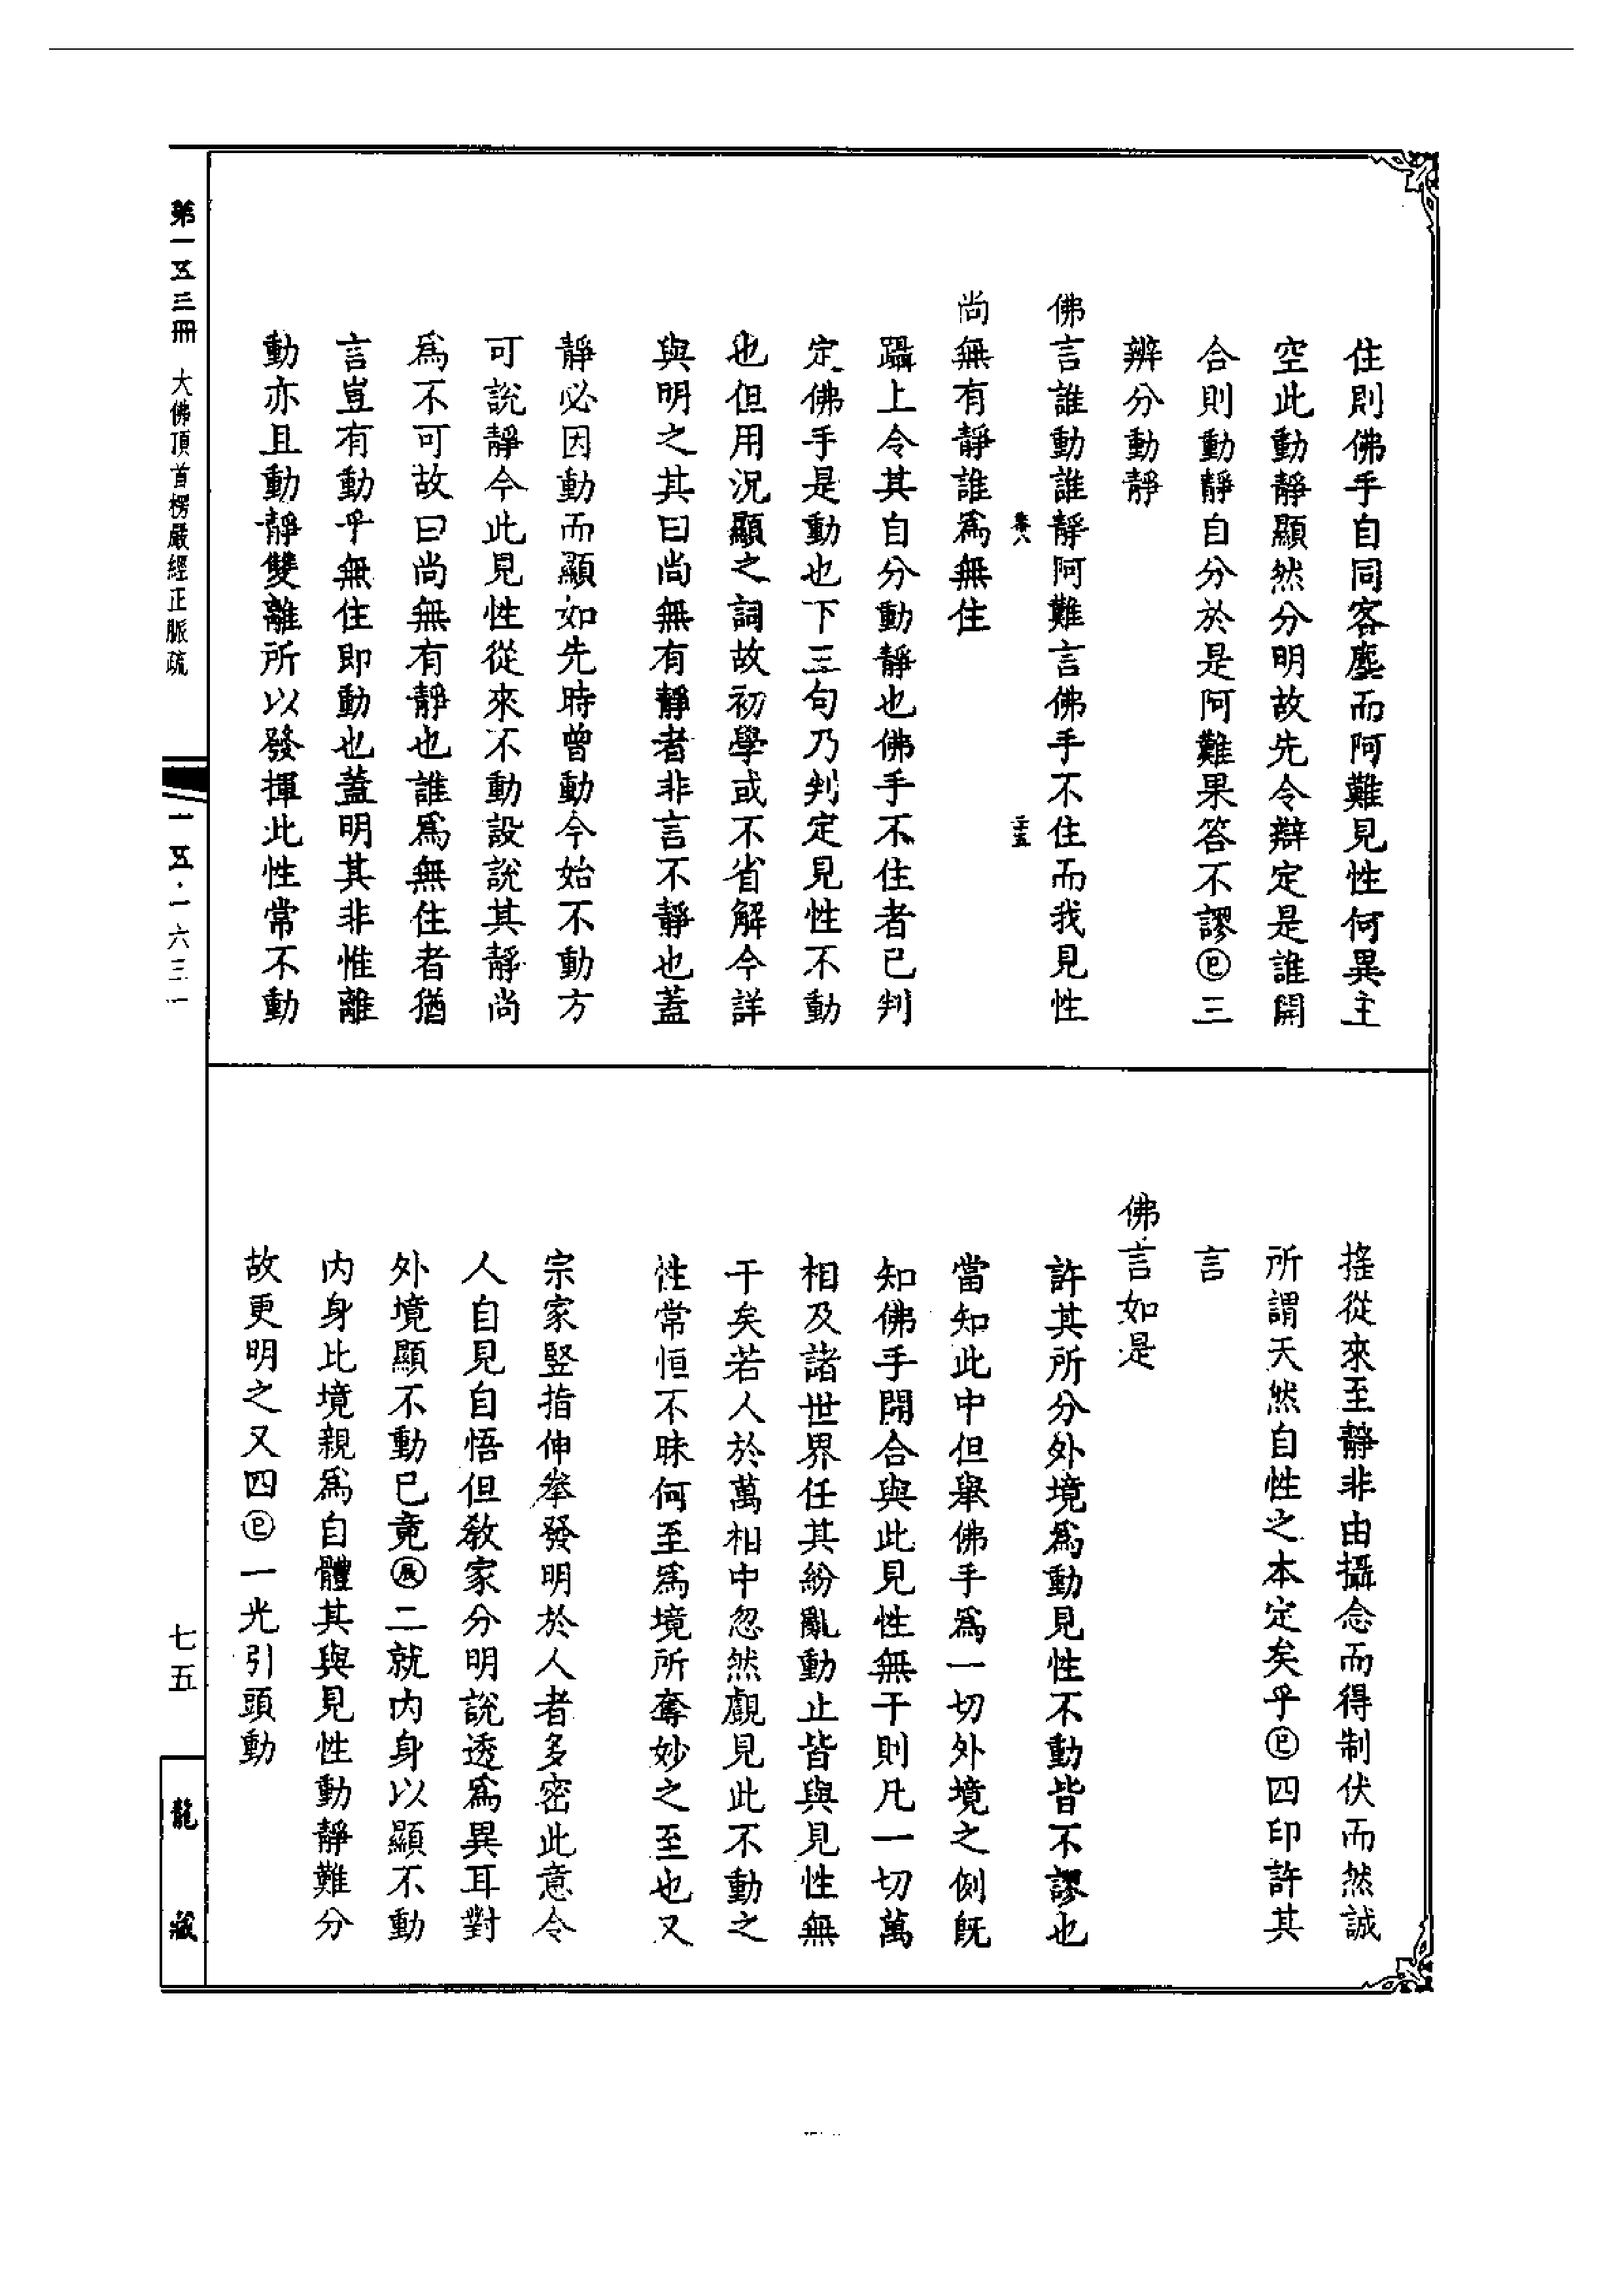 住則佛手自同客塵而阿難見性何異主
空此動靜顯然分明故先令辯定是誰開
合則動靜自分於是阿難果答不謬㔾三
辨分動靜
佛言誰動誰靜阿難言佛手不住而我見性
卷八 二十五
尚無有靜誰為無住
躡上令其自分動靜也佛手不住者已判
定佛手是動也下三句乃判定見性不動
也但用況顯之詞故初學或不省解今詳
與明之其曰尚無有靜者非言不靜也蓋
靜必因動而顯如先時曾動今始不動方
可說靜今此見性從來不動設說其靜尚
為不可故曰尚無有靜也誰為無住者猶
言豈有動乎無住即動也蓋明其非惟離
動亦且動靜雙離所以發揮此性常不動
搖從來至靜非由攝念而得制伏而然誠
所謂天然自性之本定矣乎㔾四印許其
言
佛言如是
許其所分外境為動見性不動皆不謬也
當知此中但舉佛手為一切外境之例既
知佛手開合與此見性無干則凡一切萬
相及諸世界任其紛亂動止皆與見性無
干矣若人於萬相中忽然覷見此不動之
性常恒不昧何至為境所奪妙之至也又
宗家豎指伸拳發明於人者多密此意令
人自見自悟但教家分明說透為異耳對
外境顯不動已竟辰二就內身以顯不動
內身比境親為自體其與見性動靜難分
故更明之又四㔾一光引頭動
第一五三冊 大佛頂首楞嚴經正脈疏
一五·一六三一
七五
龍藏